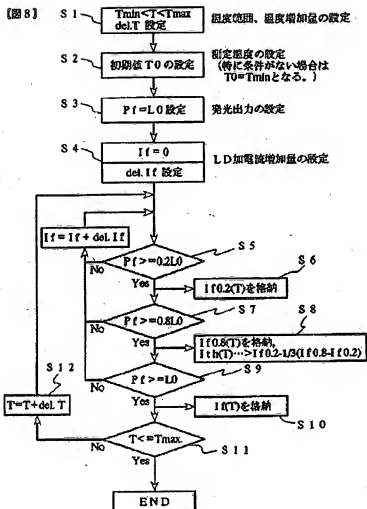 【図8】
S1
Tmin<T<Tmax
del.T 設定
温度範囲、温度増加量の設定
S2
初期値T0の設定
測定温度の設定
(特に条件がない場合は
T0=Tminとなる。)
S3
Pf=L0 設定
発光出力の設定
S4
If=0
del.If 設定
LD加電流増加量の設定
If=If+del.If
S5
Pf>=0.2L0
No
Yes
S6
If0.2(T)を格納
S7
Pf>=0.8L0
No
Yes
S8
If0.8(T)を格納,
Ith(T)…>If0.2-1/3(If0.8-If0.2)
S9
Pf>=L0
No
Yes
S10
If(T)を格納
S12
T=T+del.T
S11
T<=Tmax.
No
Yes
END